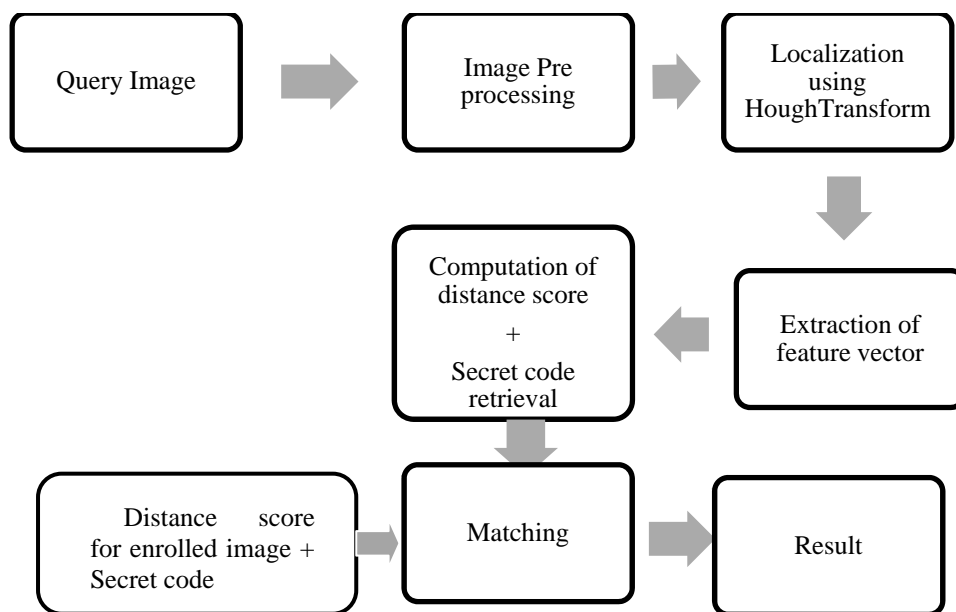 Query Image
Image Pre
processing
Localization
using
HoughTransform
Extraction of
feature vector
Computation of
distance score
+
Secret code
retrieval
Distance score
for enrolled image +
Secret code
Matching
Result